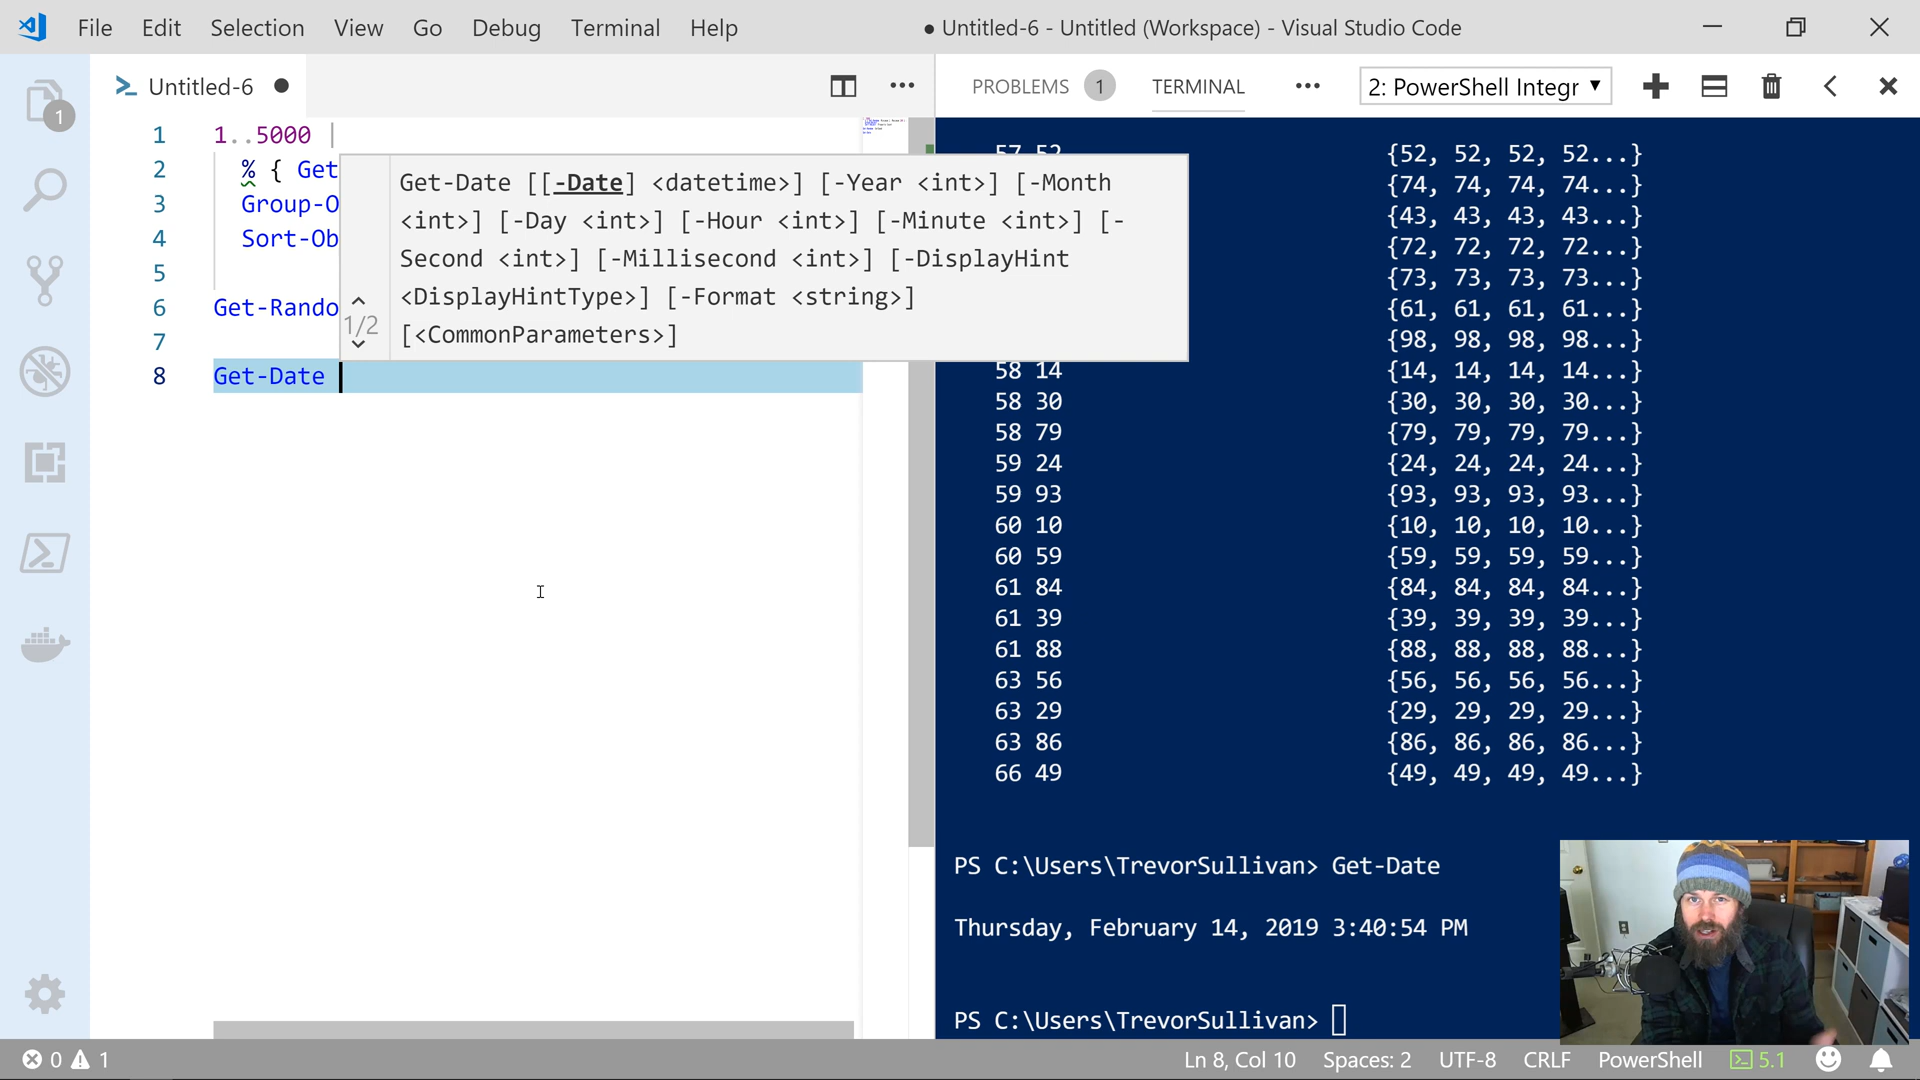 File Edit Selection View Go Debug Terminal Help
● Untitled-6 - Untitled (Workspace) - Visual Studio Code
1
Untitled-6 ●
PROBLEMS 1 TERMINAL ••• 2: PowerShell Integr
1 1..5000 |
2 % { Get
3 Group-O
4 Sort-Ob
5
6 Get-Rando
7
8 Get-Date
Get-Date [[-Date] <datetime>] [-Year <int>] [-Month
<int>] [-Day <int>] [-Hour <int>] [-Minute <int>] [-
Second <int>] [-Millisecond <int>] [-DisplayHint
<DisplayHintType>] [-Format <string>]
[<CommonParameters>]
1/2
57 52 {52, 52, 52, 52...}
{74, 74, 74, 74...}
{43, 43, 43, 43...}
{72, 72, 72, 72...}
{73, 73, 73, 73...}
{61, 61, 61, 61...}
{98, 98, 98, 98...}
58 14 {14, 14, 14, 14...}
58 30 {30, 30, 30, 30...}
58 79 {79, 79, 79, 79...}
59 24 {24, 24, 24, 24...}
59 93 {93, 93, 93, 93...}
60 10 {10, 10, 10, 10...}
60 59 {59, 59, 59, 59...}
61 84 {84, 84, 84, 84...}
61 39 {39, 39, 39, 39...}
61 88 {88, 88, 88, 88...}
63 56 {56, 56, 56, 56...}
63 29 {29, 29, 29, 29...}
63 86 {86, 86, 86, 86...}
66 49 {49, 49, 49, 49...}
PS C:\Users\TrevorSullivan> Get-Date
Thursday, February 14, 2019 3:40:54 PM
PS C:\Users\TrevorSullivan>
0 1
Ln 8, Col 10 Spaces: 2 UTF-8 CRLF PowerShell 5.1